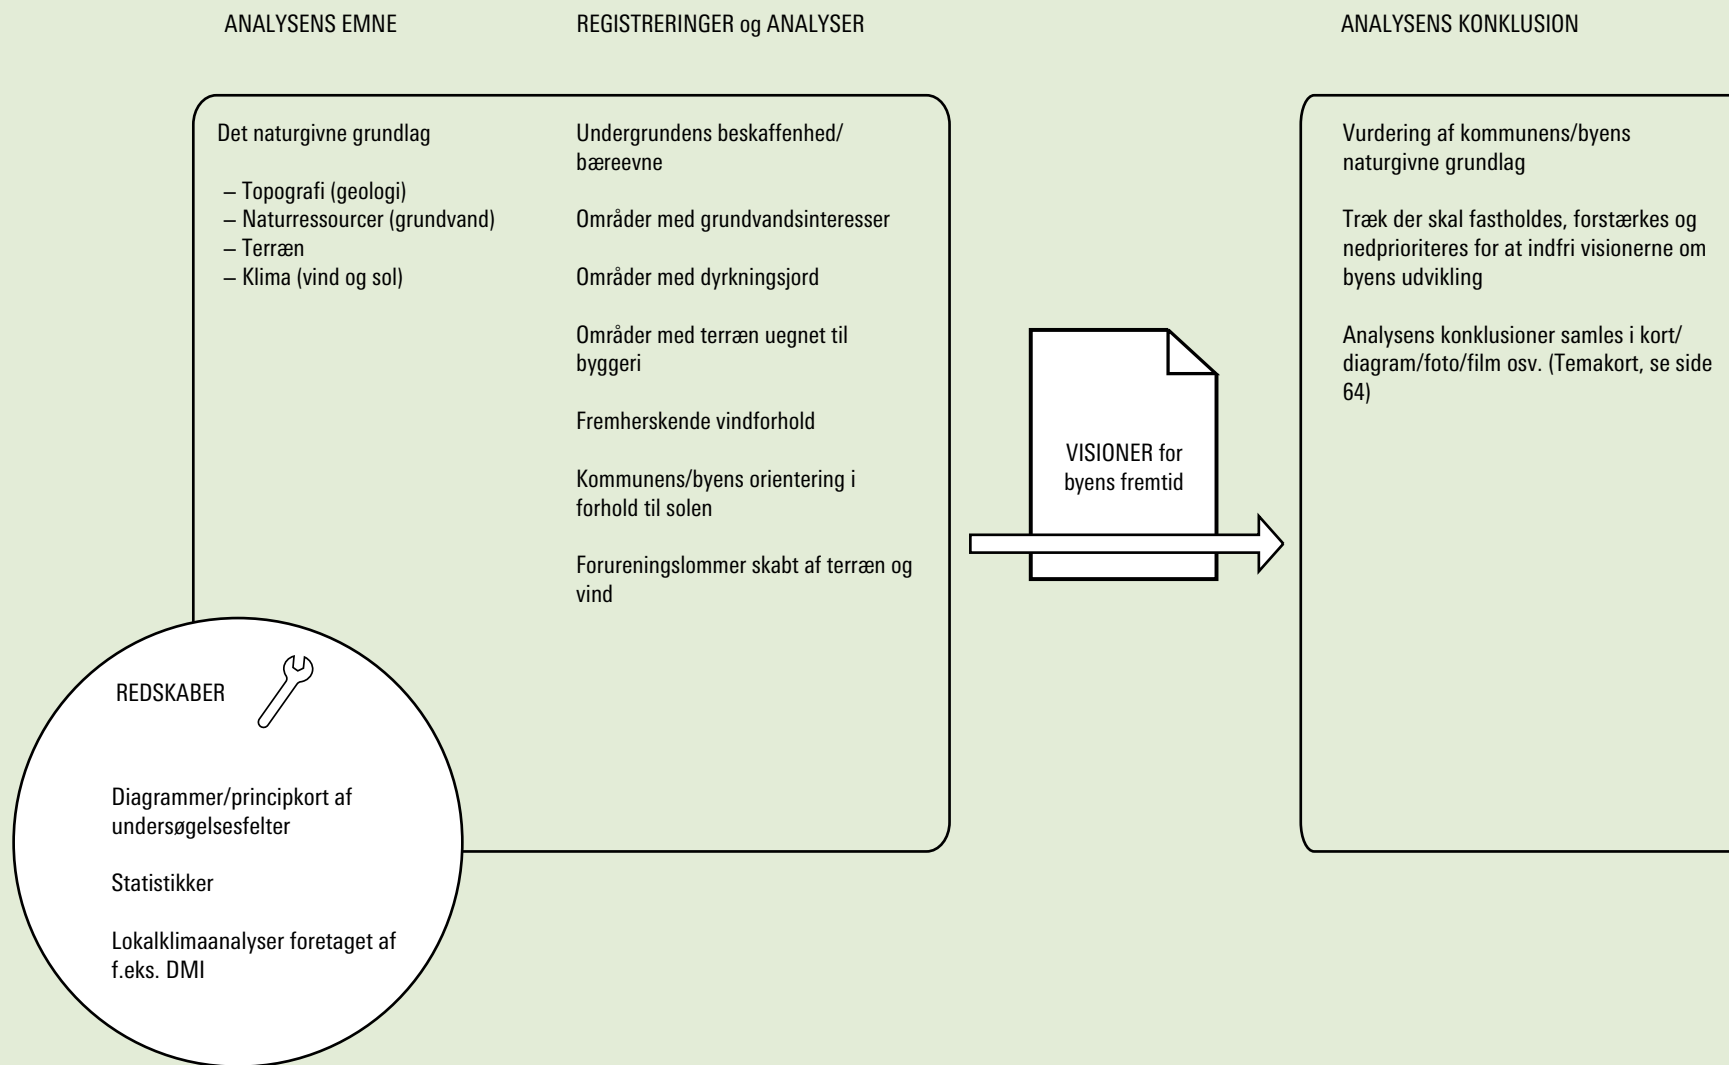 ANALYSENS EMNE
REGISTRERINGER og ANALYSER
ANALYSENS KONKLUSION
Det naturgivne grundlag
– Topografi (geologi)
– Naturressourcer (grundvand)
– Terræn
– Klima (vind og sol)
Undergrundens beskaffenhed/
bæreevne
Områder med grundvandsinteresser
Områder med dyrkningsjord
Områder med terræn uegnet til
byggeri
Fremherskende vindforhold
Kommunens/byens orientering i
forhold til solen
Forureningslommer skabt af terræn og
vind
VISIONER for
byens fremtid
Vurdering af kommunens/byens
naturgivne grundlag
Træk der skal fastholdes, forstærkes og
nedprioriteres for at indfri visionerne om
byens udvikling
Analysens konklusioner samles i kort/
diagram/foto/film osv. (Temakort, se side
64)
REDSKABER
Diagrammer/principkort af
undersøgelsesfelter
Statistikker
Lokalklimaanalyser foretaget af
f.eks. DMI